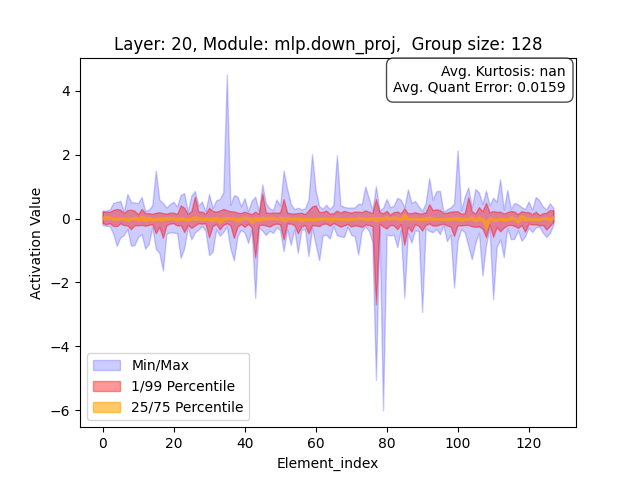 Layer: 20, Module: mlp.down_proj,  Group size: 128
Avg. Kurtosis: nan
Avg. Quant Error: 0.0159
Activation Value
4
2
0
−2
−4
−6
Min/Max
1/99 Percentile
25/75 Percentile
0 20 40 60 80 100 120
Element_index